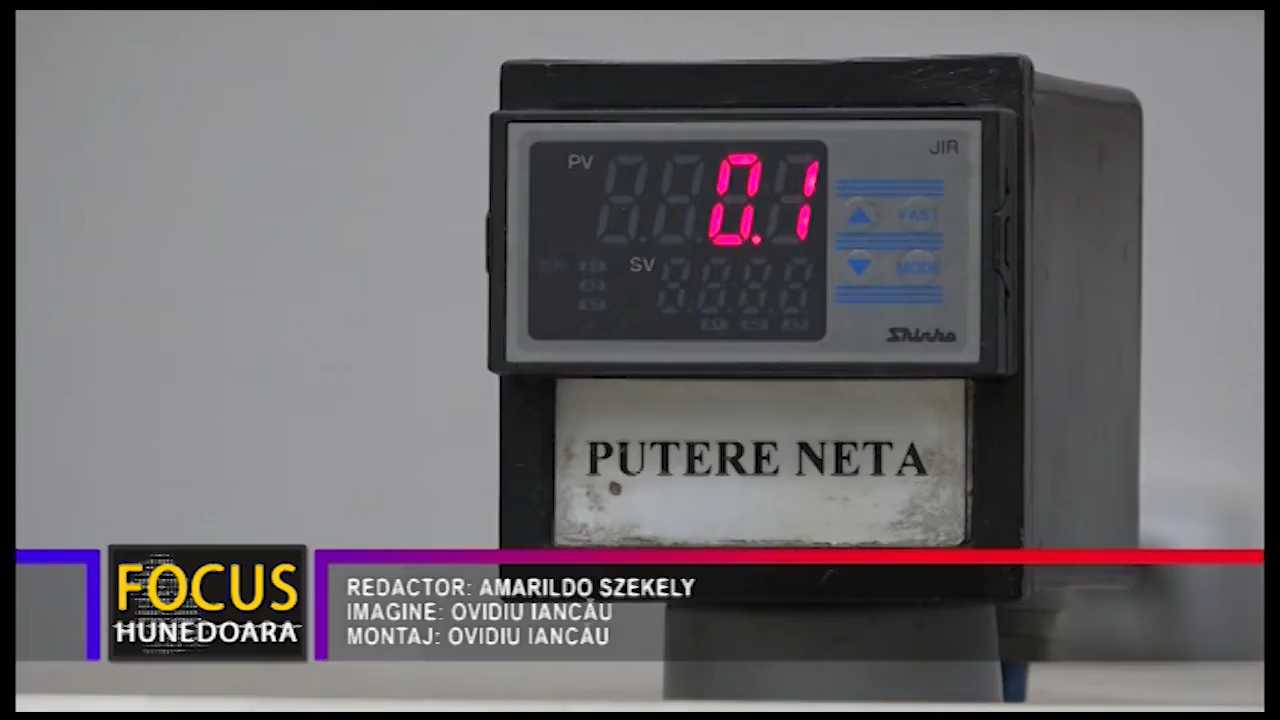 PV
0.1
JIR
FAST
SV
MODE
Shinko
PUTERE NETA
FOCUS
HUNEDOARA
REDACTOR: AMARILDO SZEKELY
IMAGINE: OVIDIU IANCĂU
MONTAJ: OVIDIU IANCĂU